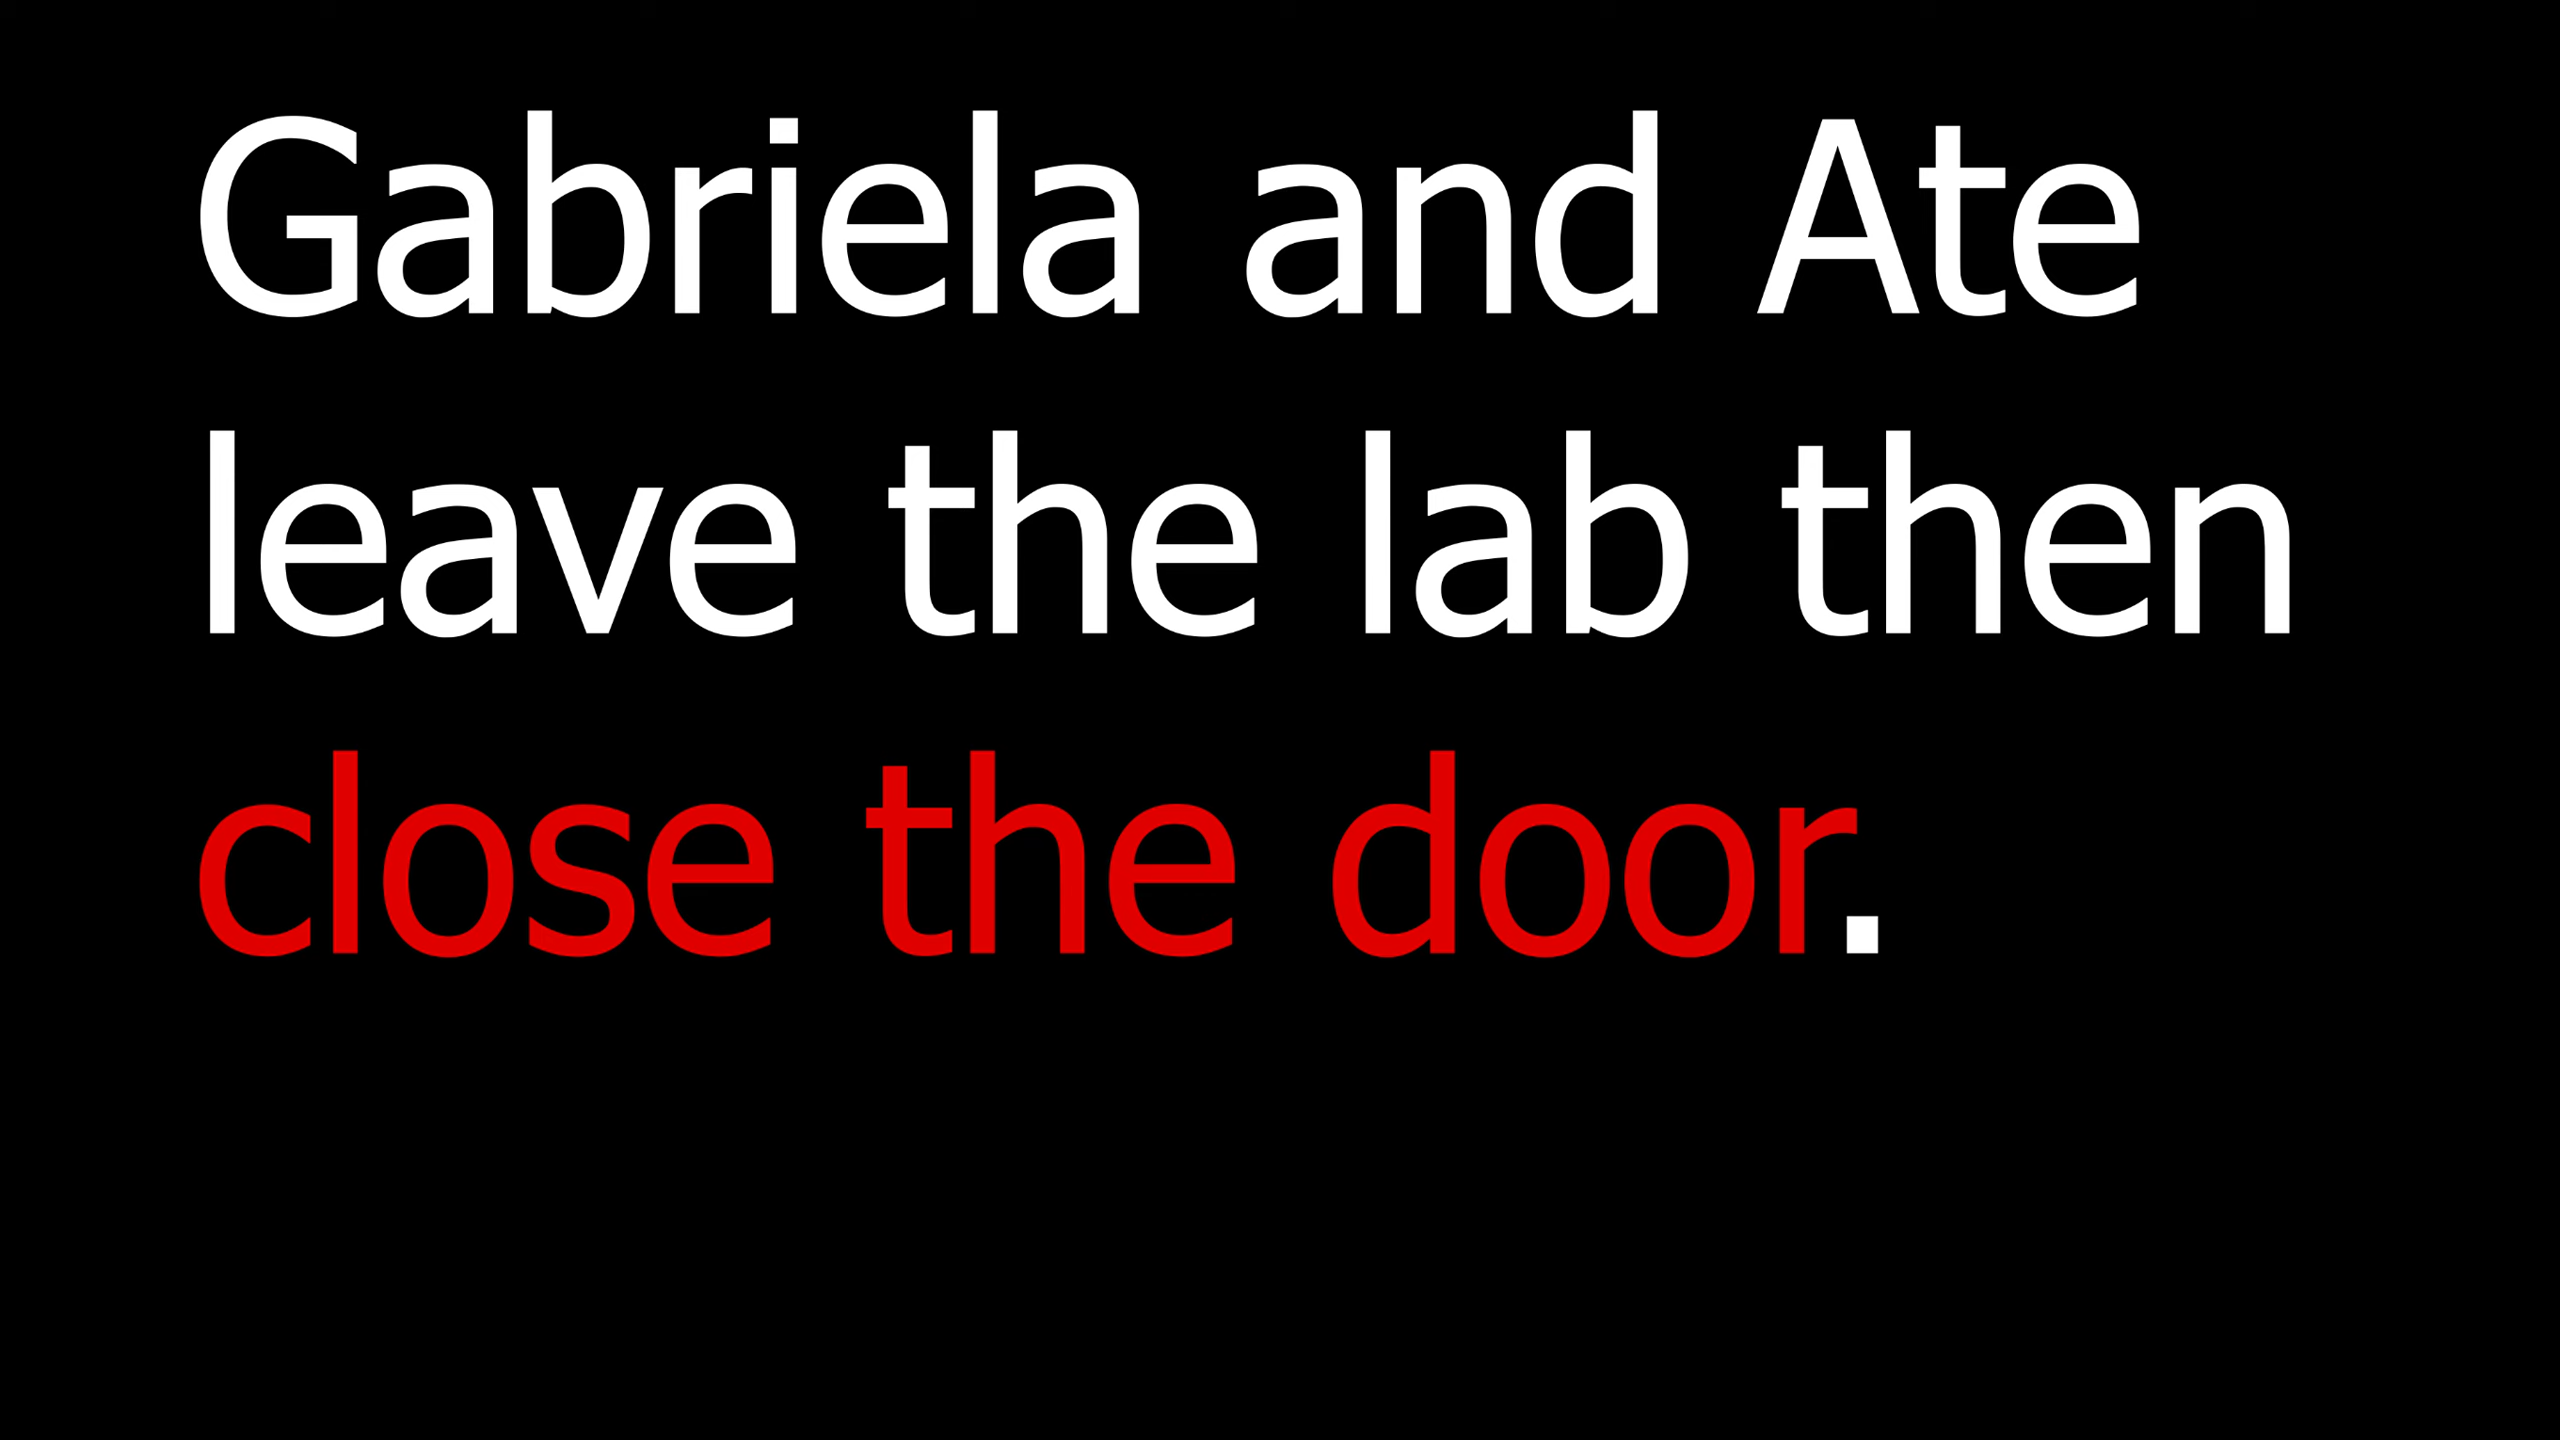 Gabriela and Ate
leave the lab then
close the door.